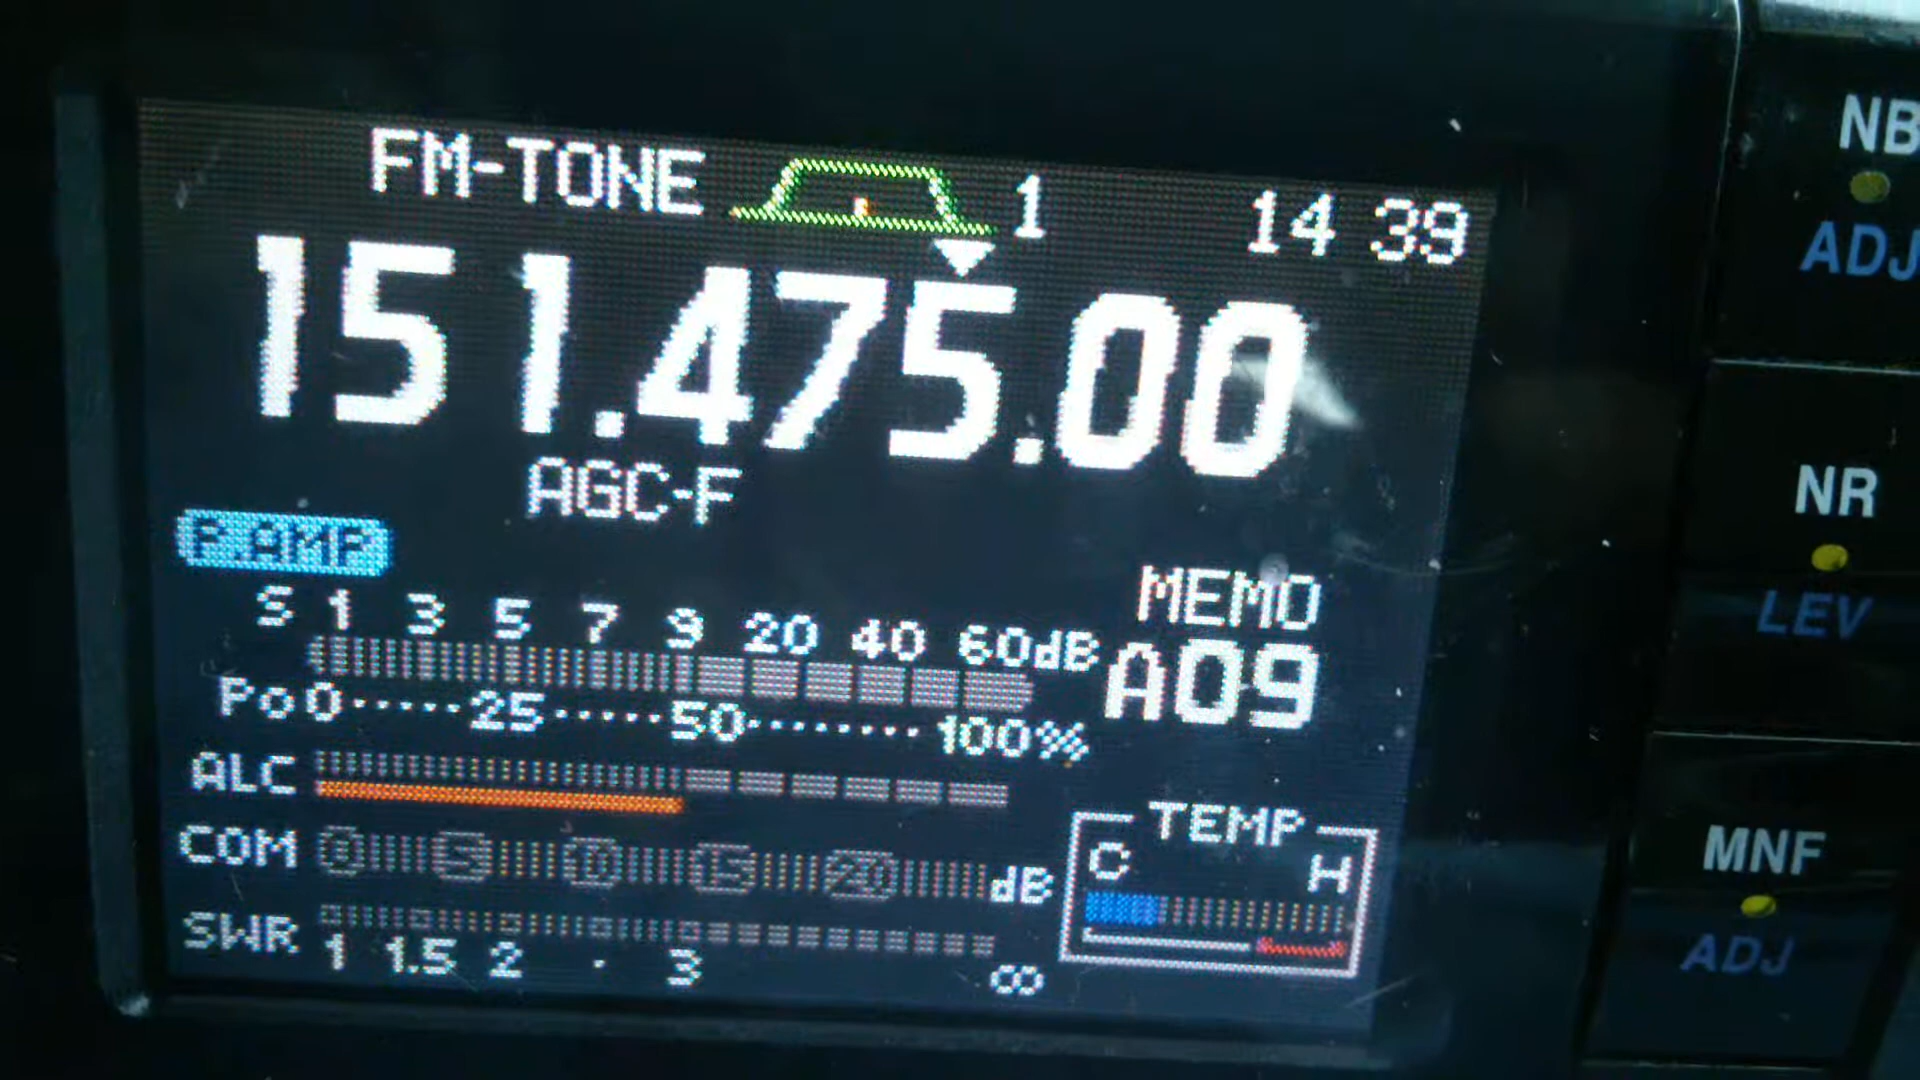 FM-TONE 1 14 39
151.475.00
AGC-F
P.AMP
MEMO
A09
S 1 3 5 7 9 20 40 60dB
Po 0·····25·····50·······100%
ALC
COM 0 5 10 15 20 dB
SWR 1 1.5 2 · 3 ∞
TEMP
C H
NB
ADJ
NR
LEV
MNF
ADJ